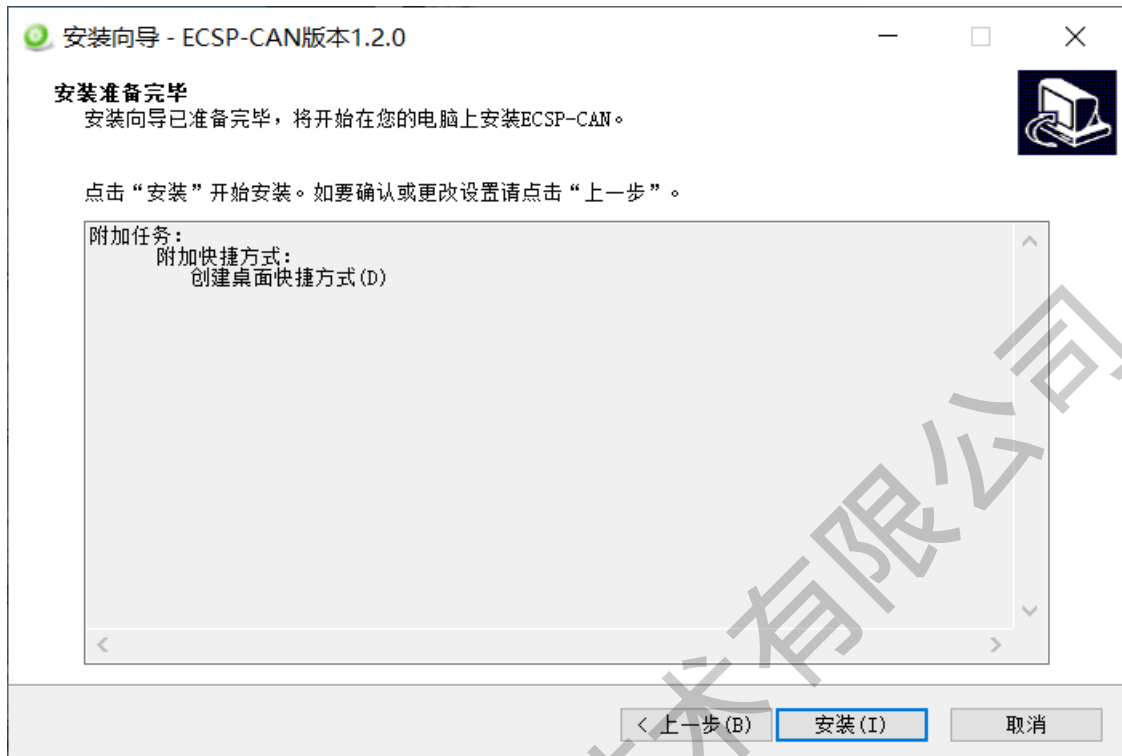 安装向导 - ECSP-CAN版本1.2.0
安装准备完毕
安装向导已准备完毕，将开始在您的电脑上安装ECSP-CAN。
点击“安装”开始安装。如要确认或更改设置请点击“上一步”。
附加任务:
附加快捷方式:
创建桌面快捷方式(D)
< 上一步(B)
安装(I)
取消
术有限公司